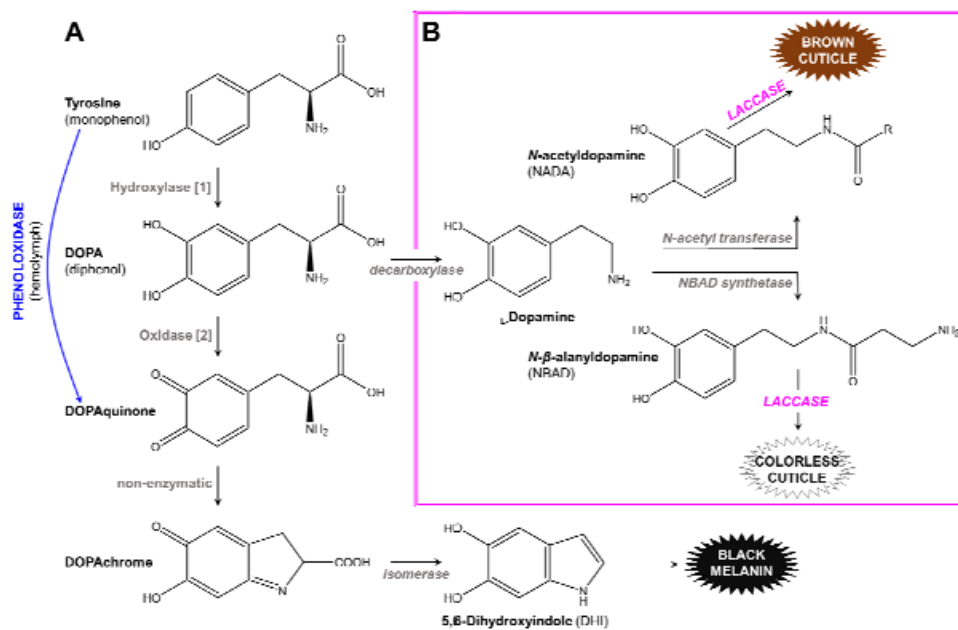 A
B
BROWN
CUTICLE
LACCASE
Tyrosine
(monophenol)
O
OH
NH2
HO
H
N
HO
HO
R
O
N-acetyldopamine
(NADA)
Hydroxylase [1]
PHENOLOXIDASE
(hemolymph)
O
HO
OH
HO
NH2
DOPA
(diphenol)
decarboxylase
HO
HO
NH2
L-Dopamine
N-acetyl transferase
NBAD synthetase
Oxidase [2]
O
O
OH
O
NH2
DOPAquinone
N-β-alanyldopamine
(NBAD)
HO
HO
H
N
O
NH2
LACCASE
COLORLESS
CUTICLE
non-enzymatic
DOPAchrome
O
HO
N
COOH
isomerase
HO
HO
N
H
5,6-Dihydroxyindole (DHI)
BLACK
MELANIN